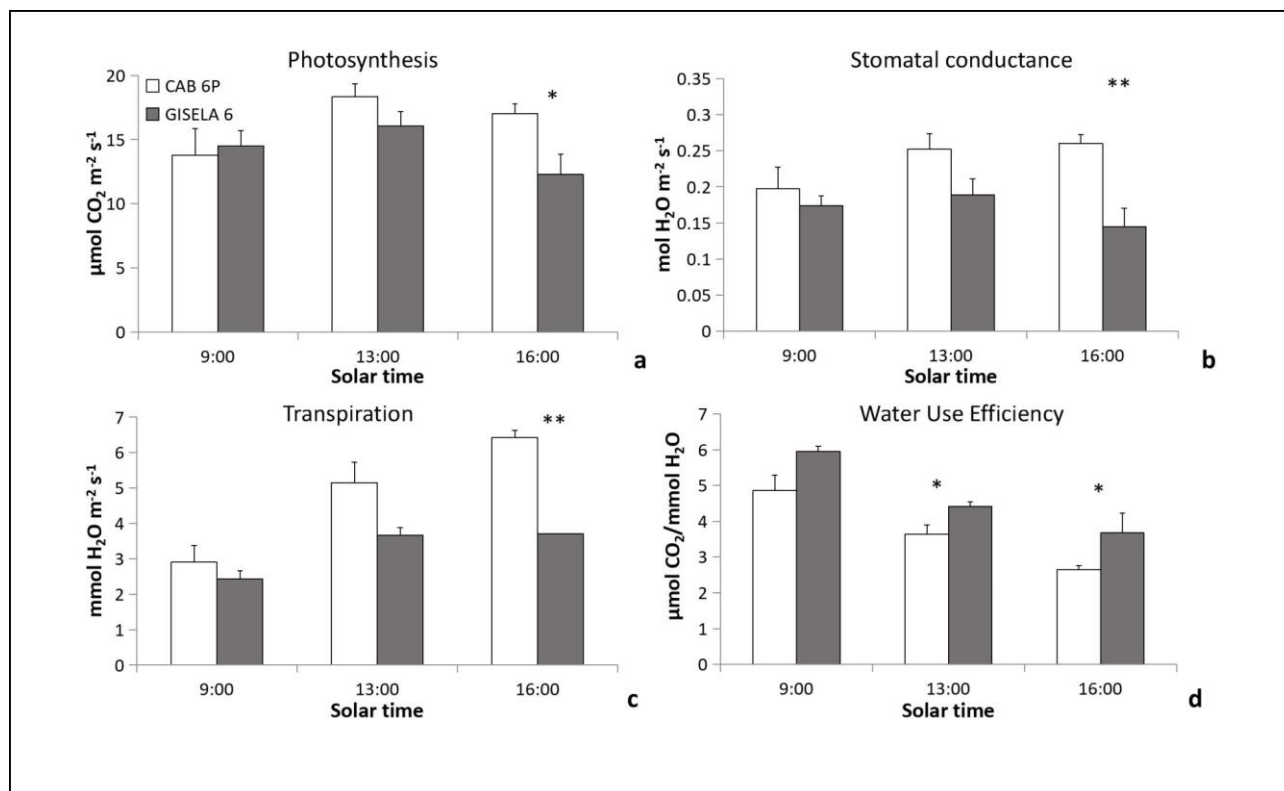 Photosynthesis
20
15
10
5
0
μmol CO₂ m⁻² s⁻¹
CAB 6P
GISELA 6
*
9:00 13:00 16:00
Solar time
a
Stomatal conductance
0.35
0.3
0.25
0.2
0.15
0.1
0.05
0
mol H₂O m⁻² s⁻¹
**
9:00 13:00 16:00
Solar time
b
Transpiration
7
6
5
4
3
2
1
0
mmol H₂O m⁻² s⁻¹
**
9:00 13:00 16:00
Solar time
c
Water Use Efficiency
7
6
5
4
3
2
1
0
μmol CO₂/mmol H₂O
* *
9:00 13:00 16:00
Solar time
d